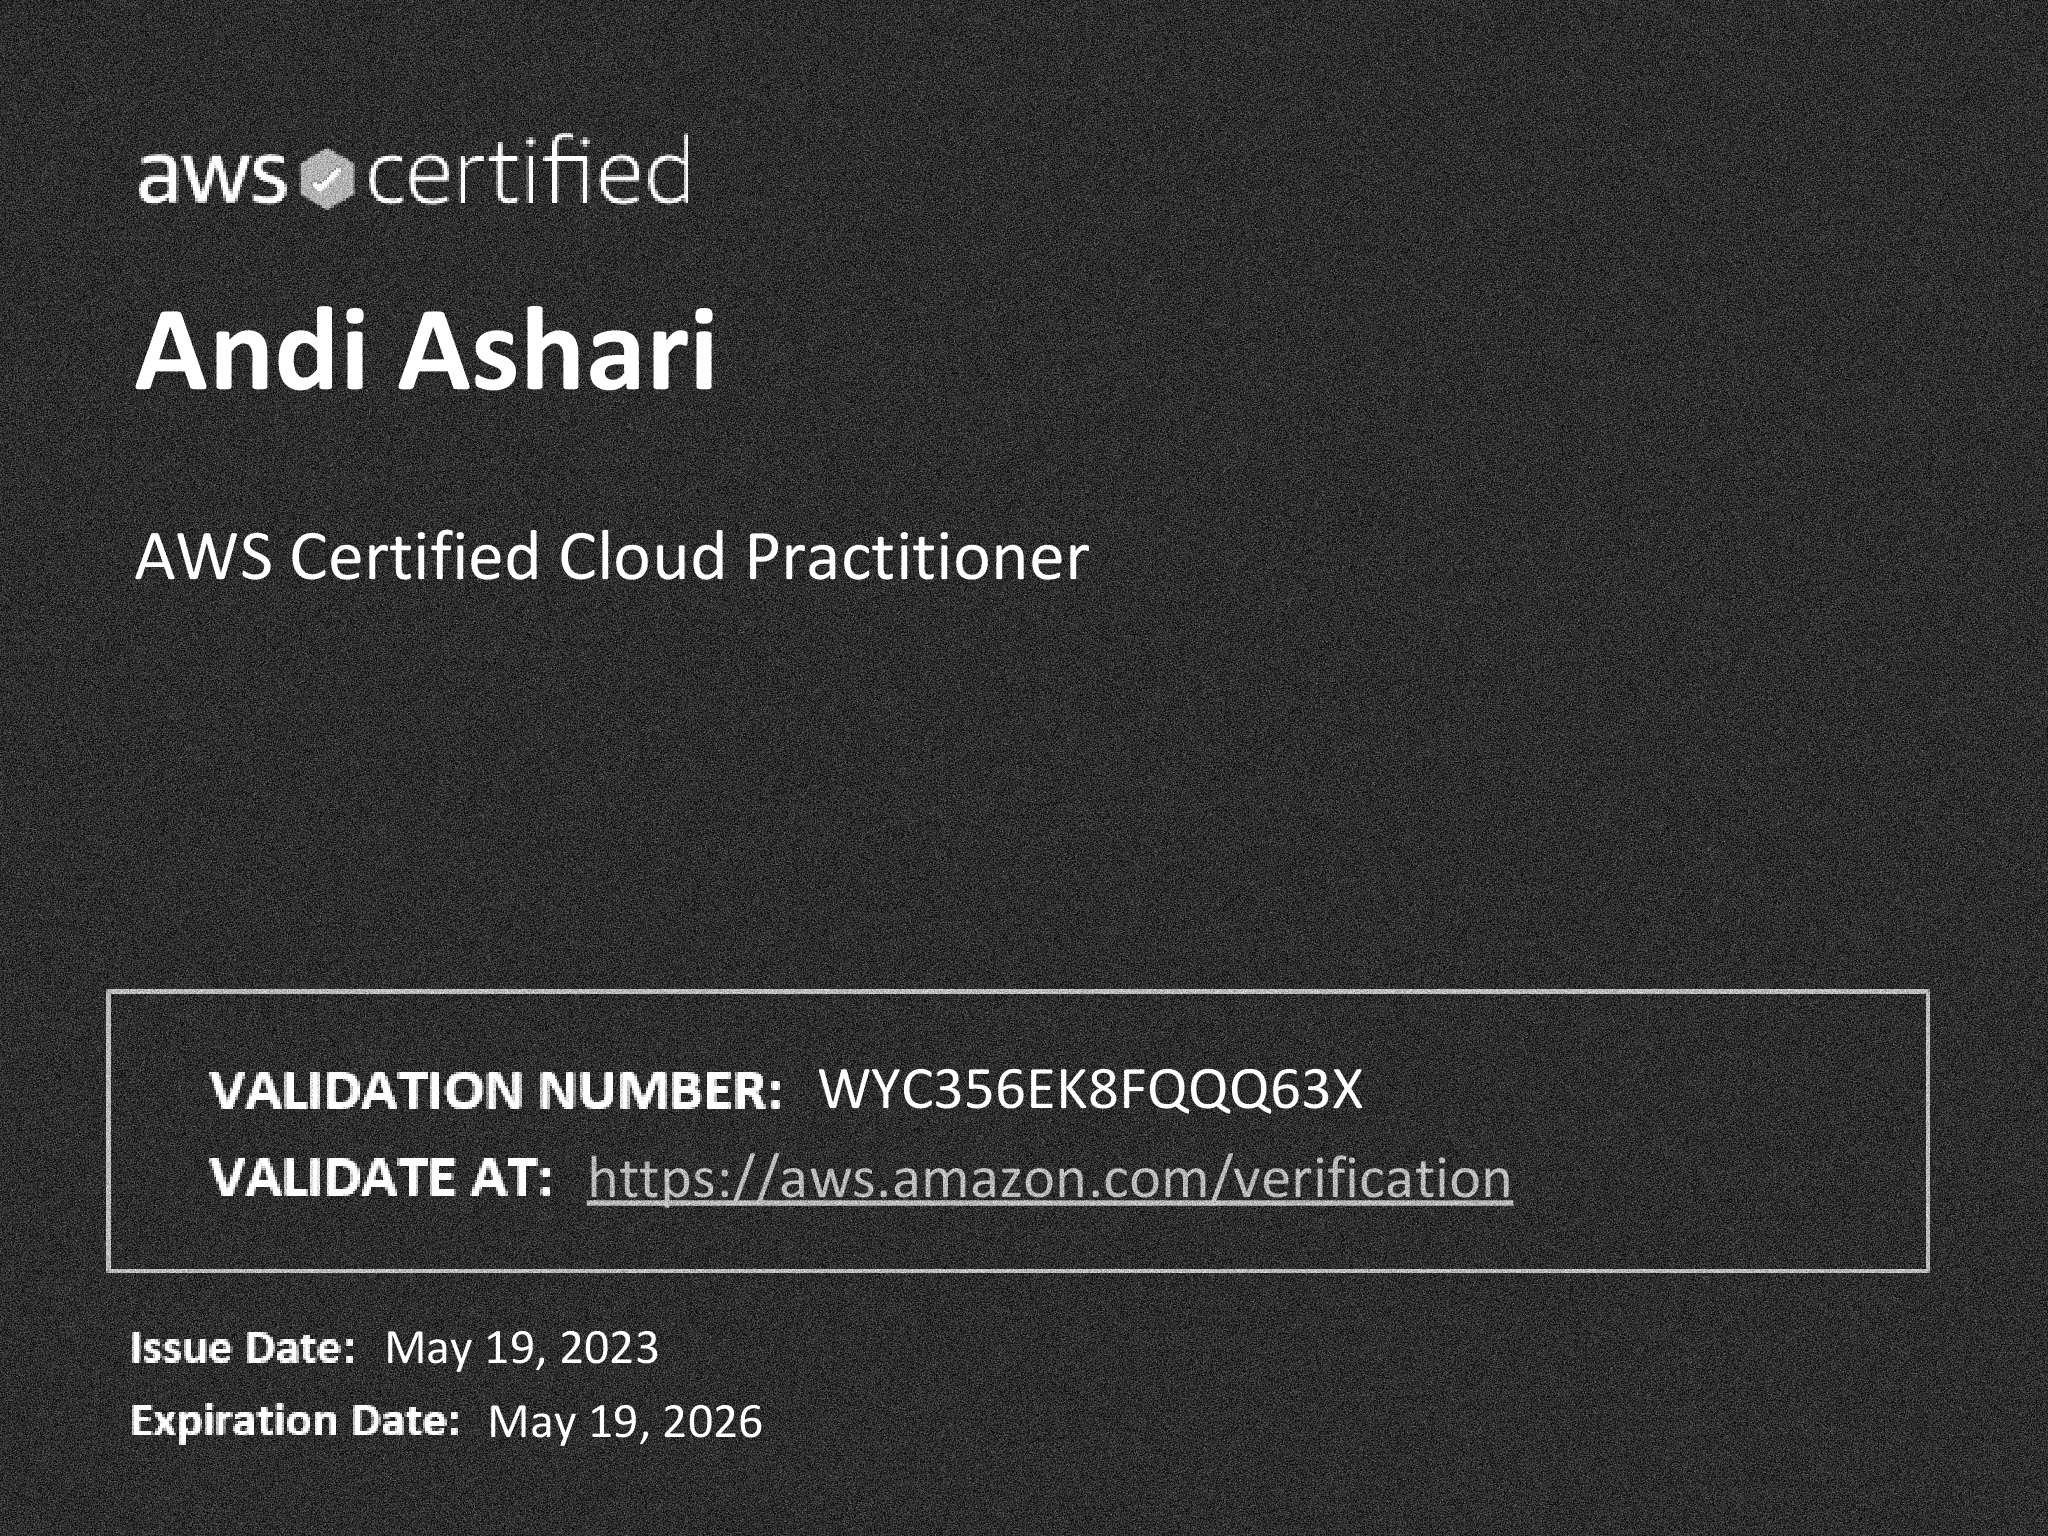 aws certified
Andi Ashari
AWS Certified Cloud Practitioner
VALIDATION NUMBER: WYC356EK8FQQQ63X
VALIDATE AT: https://aws.amazon.com/verification
Issue Date: May 19, 2023
Expiration Date: May 19, 2026